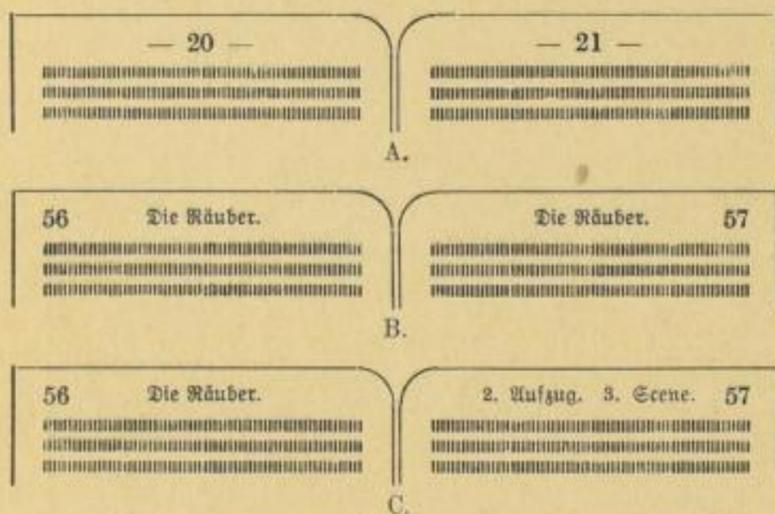 — 20 — — 21 —
A.
56 Die Räuber. Die Räuber. 57
B.
56 Die Räuber. 2. Aufzug. 3. Scene. 57
C.